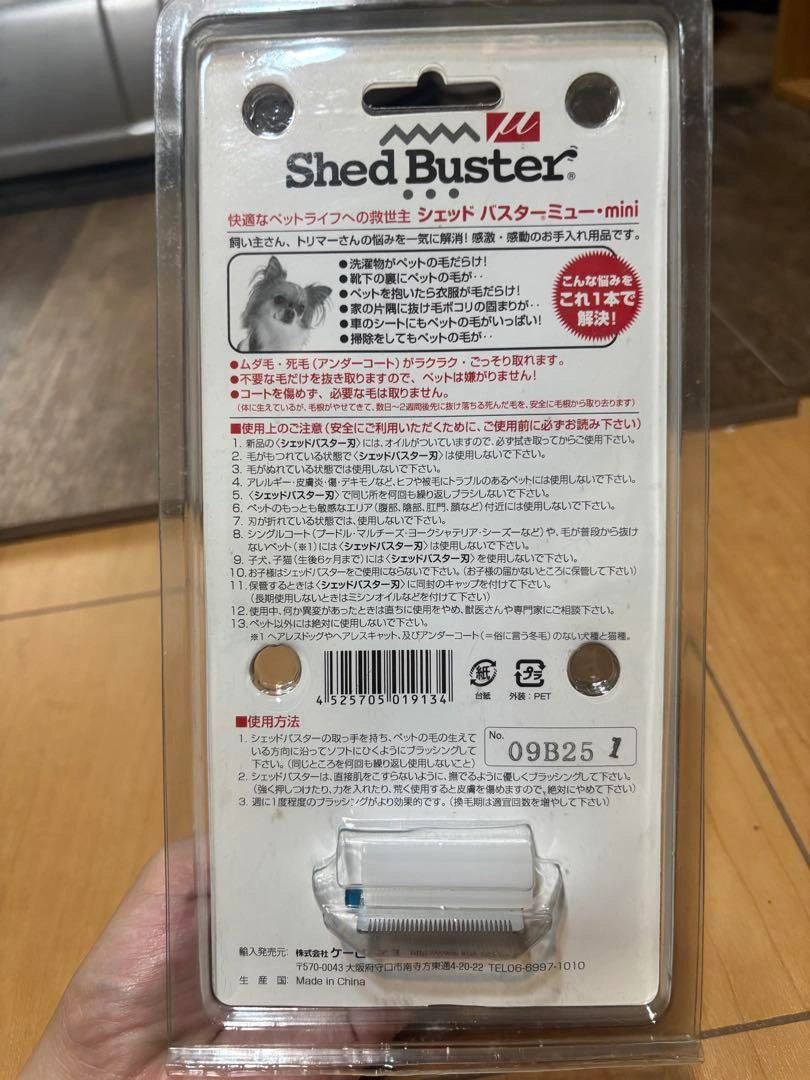 μ
Shed Buster®
快適なペットライフへの救世主 シェッド バスターミュー・mini
飼い主さん、トリマーさんの悩みを一気に解消! 感激・感動のお手入れ用品です。
●洗濯物がペットの毛だらけ!
●靴下の裏にペットの毛が‥
●ペットを抱いたら衣服が毛だらけ!
●家の片隅に抜け毛ボコリの固まりが‥
●車のシートにもペットの毛がいっぱい!
●掃除をしてもペットの毛が‥
こんな悩みを
これ1本で
解決!
●ムダ毛・死毛(アンダーコート)がラクラク・ごっそり取れます。
●不要な毛だけを抜き取りますので、ペットは嫌がりません!
●コートを傷めず、必要な毛は取りません。
(体に生えているが、毛根がやせてきて、数日〜2週間後先に抜け落ちる死んだ毛を、安全に毛根から取り去ります)
■使用上のご注意(安全にご利用いただくために、ご使用前に必ずお読み下さい)
1. 新品の〈シェッドバスター刃〉には、オイルがついていますので、必ず拭き取ってからご使用下さい。
2. 毛がもつれている状態で〈シェッドバスター刃〉は使用しないで下さい。
3. 毛がぬれている状態では使用しないで下さい。
4. アレルギー・皮膚炎・傷・デキモノなど、ヒフや被毛にトラブルのあるペットには使用しないで下さい。
5. 〈シェッドバスター刃〉で同じ所を何回も繰り返しブラシしないで下さい。
6. ペットのもっとも敏感なエリア(腹部、陰部、肛門、顔など)付近には使用しないで下さい。
7. 刃が折れている状態では、使用しないで下さい。
8. シングルコート(プードル・マルチーズ・ヨークシャテリア・シーズーなど)や、毛が普段から抜け
ないペット(※1)には〈シェッドバスター刃〉は使用しないで下さい。
9. 子犬、子猫(生後6ヶ月まで)には〈シェッドバスター刃〉を使用しないで下さい。
10. お子様はシェッドバスターをご使用にならないで下さい。(お子様の届かないところに保管して下さい)
11. 保管するときは〈シェッドバスター刃〉に同封のキャップを付けて下さい。
(長期使用しないときはミシンオイルなどを付けて下さい)
12. 使用中、何か異変があったときは直ちに使用をやめ、獣医さんや専門家にご相談下さい。
13. ペット以外には絶対に使用しないで下さい。
※1 ヘアレスドッグやヘアレスキャット、及びアンダーコート(=俗に言う冬毛)のない犬種と猫種。
4 525705 019134
紙
台紙
プラ
外装:PET
■使用方法
1. シェッドバスターの取っ手を持ち、ペットの毛の生えて
いる方向に沿ってソフトにひくようにブラッシングして
下さい。(同じところを何回も繰り返し使用しないこと)
No.
09B25 1
2. シェッドバスターは、直接肌をこすらないように、撫でるように優しくブラッシングして下さい。
(強く押しつけたり、力を入れたり、荒く使用すると皮膚を傷めますので、絶対にやめて下さい)
3. 週に1度程度のブラッシングがより効果的です。(換毛期は適宜回数を増やして下さい)
輸入発売元: 株式会社 ケーピー
〒570-0043 大阪府守口市南寺方東通4-20-22 TEL06-6997-1010
生 産 国: Made in China